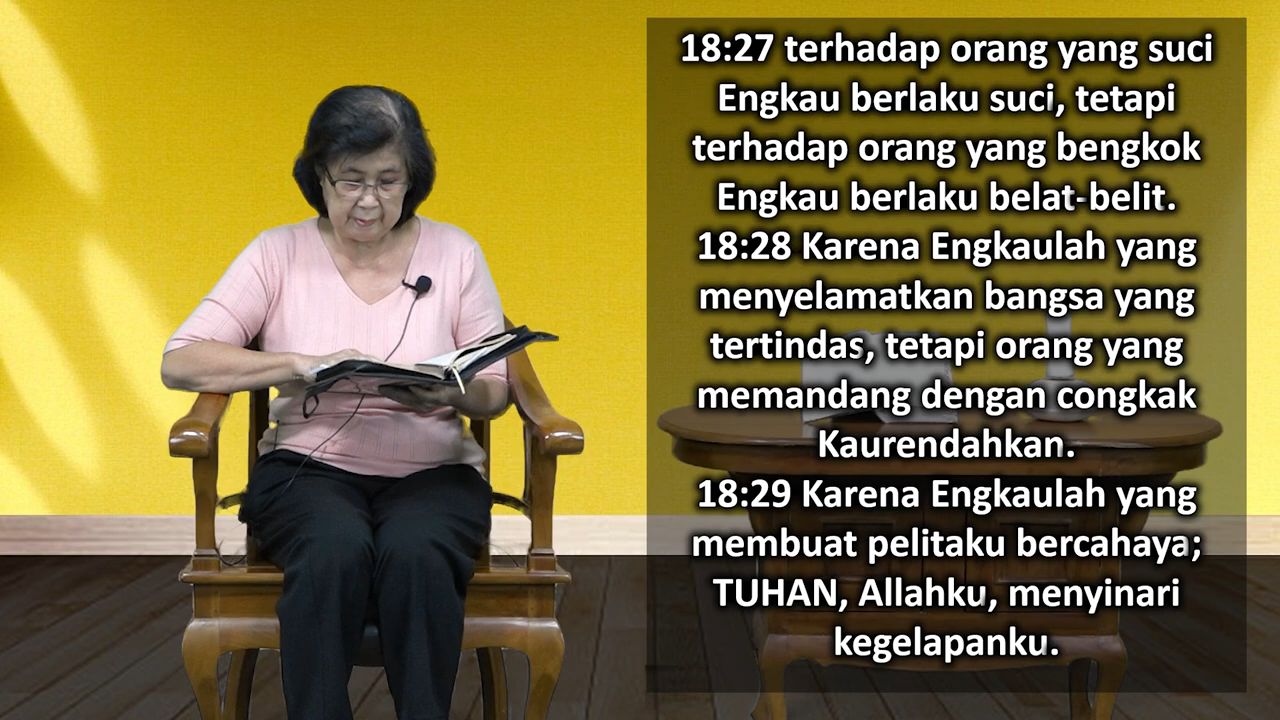 18:27 terhadap orang yang suci
Engkau berlaku suci, tetapi
terhadap orang yang bengkok
Engkau berlaku belat-belit.
18:28 Karena Engkaulah yang
menyelamatkan bangsa yang
tertindas, tetapi orang yang
memandang dengan congkak
Kaurendahkan.
18:29 Karena Engkaulah yang
membuat pelitaku bercahaya;
TUHAN, Allahku, menyinari
kegelapanku.